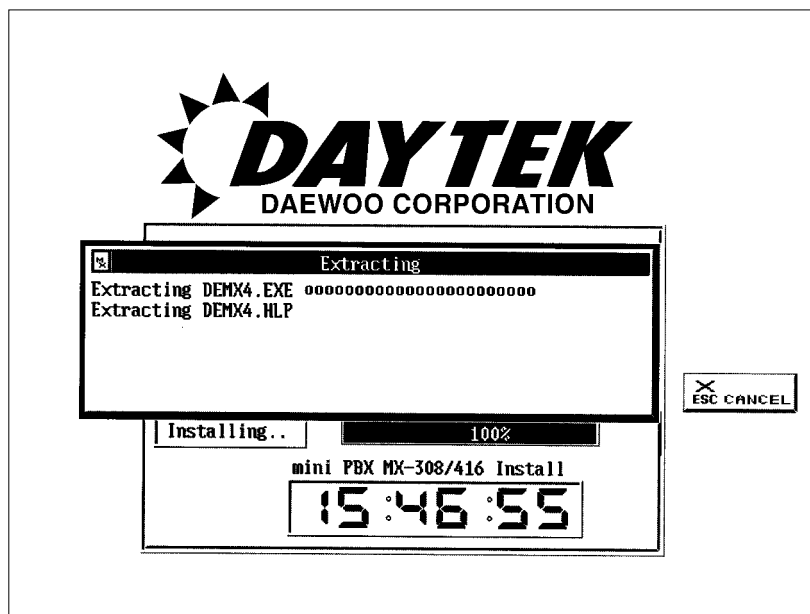 DAYTEK
DAEWOO CORPORATION
Extracting
Extracting DEMX4.EXE oooooooooooooooooooooooo
Extracting DEMX4.HLP
ESC CANCEL
Installing..
100%
mini PBX MX-308/416 Install
15:46:55